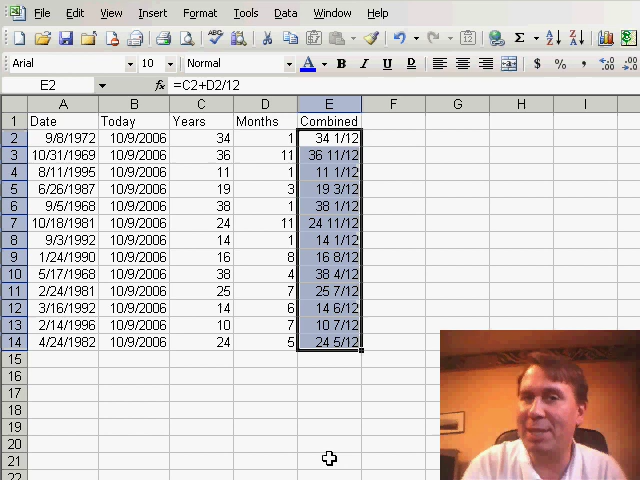 File Edit View Insert Format Tools Data Window Help
Arial 10 Normal A B I U D $ % ,
E2 fx =C2+D2/12
A B C D E F G H I
1 Date Today Years Months Combined
2 9/8/1972 10/9/2006 34 1 34 1/12
3 10/31/1969 10/9/2006 36 11 36 11/12
4 8/11/1995 10/9/2006 11 1 11 1/12
5 6/26/1987 10/9/2006 19 3 19 3/12
6 9/5/1968 10/9/2006 38 1 38 1/12
7 10/18/1981 10/9/2006 24 11 24 11/12
8 9/3/1992 10/9/2006 14 1 14 1/12
9 1/24/1990 10/9/2006 16 8 16 8/12
10 5/17/1968 10/9/2006 38 4 38 4/12
11 2/24/1981 10/9/2006 25 7 25 7/12
12 3/16/1992 10/9/2006 14 6 14 6/12
13 2/14/1996 10/9/2006 10 7 10 7/12
14 4/24/1982 10/9/2006 24 5 24 5/12
15
16
17
18
19
20
21
22